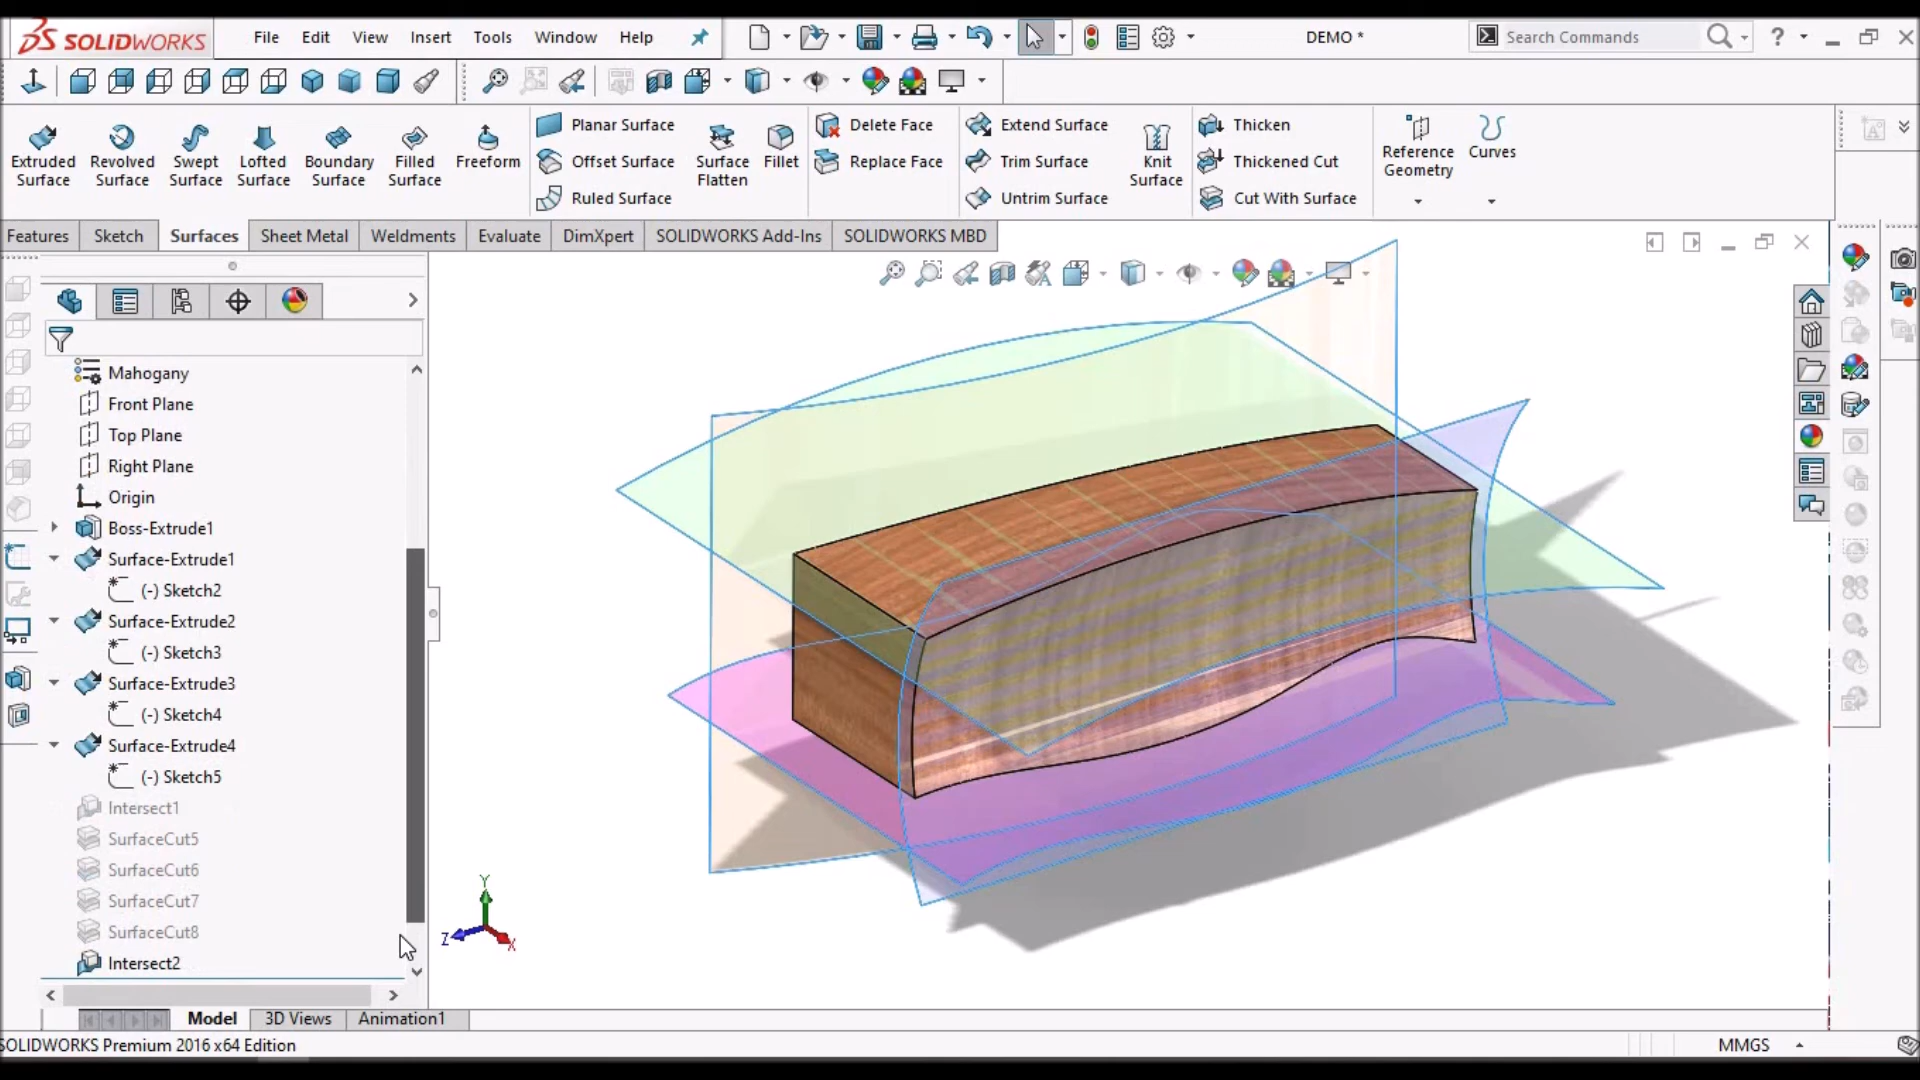 SOLIDWORKS File Edit View Insert Tools Window Help DEMO * Search Commands ?
Extruded Surface Revolved Surface Swept Surface Lofted Surface Boundary Surface Filled Surface Freeform Planar Surface Offset Surface Ruled Surface Surface Flatten Fillet Delete Face Replace Face Extend Surface Trim Surface Untrim Surface Knit Surface Thicken Thickened Cut Cut With Surface Reference Geometry Curves
Features Sketch Surfaces Sheet Metal Weldments Evaluate DimXpert SOLIDWORKS Add-Ins SOLIDWORKS MBD
Mahogany
Front Plane
Top Plane
Right Plane
Origin
Boss-Extrude1
Surface-Extrude1
(-) Sketch2
Surface-Extrude2
(-) Sketch3
Surface-Extrude3
(-) Sketch4
Surface-Extrude4
(-) Sketch5
Intersect1
SurfaceCut5
SurfaceCut6
SurfaceCut7
SurfaceCut8
Intersect2
Y
Z X
Model 3D Views Animation1
SOLIDWORKS Premium 2016 x64 Edition MMGS